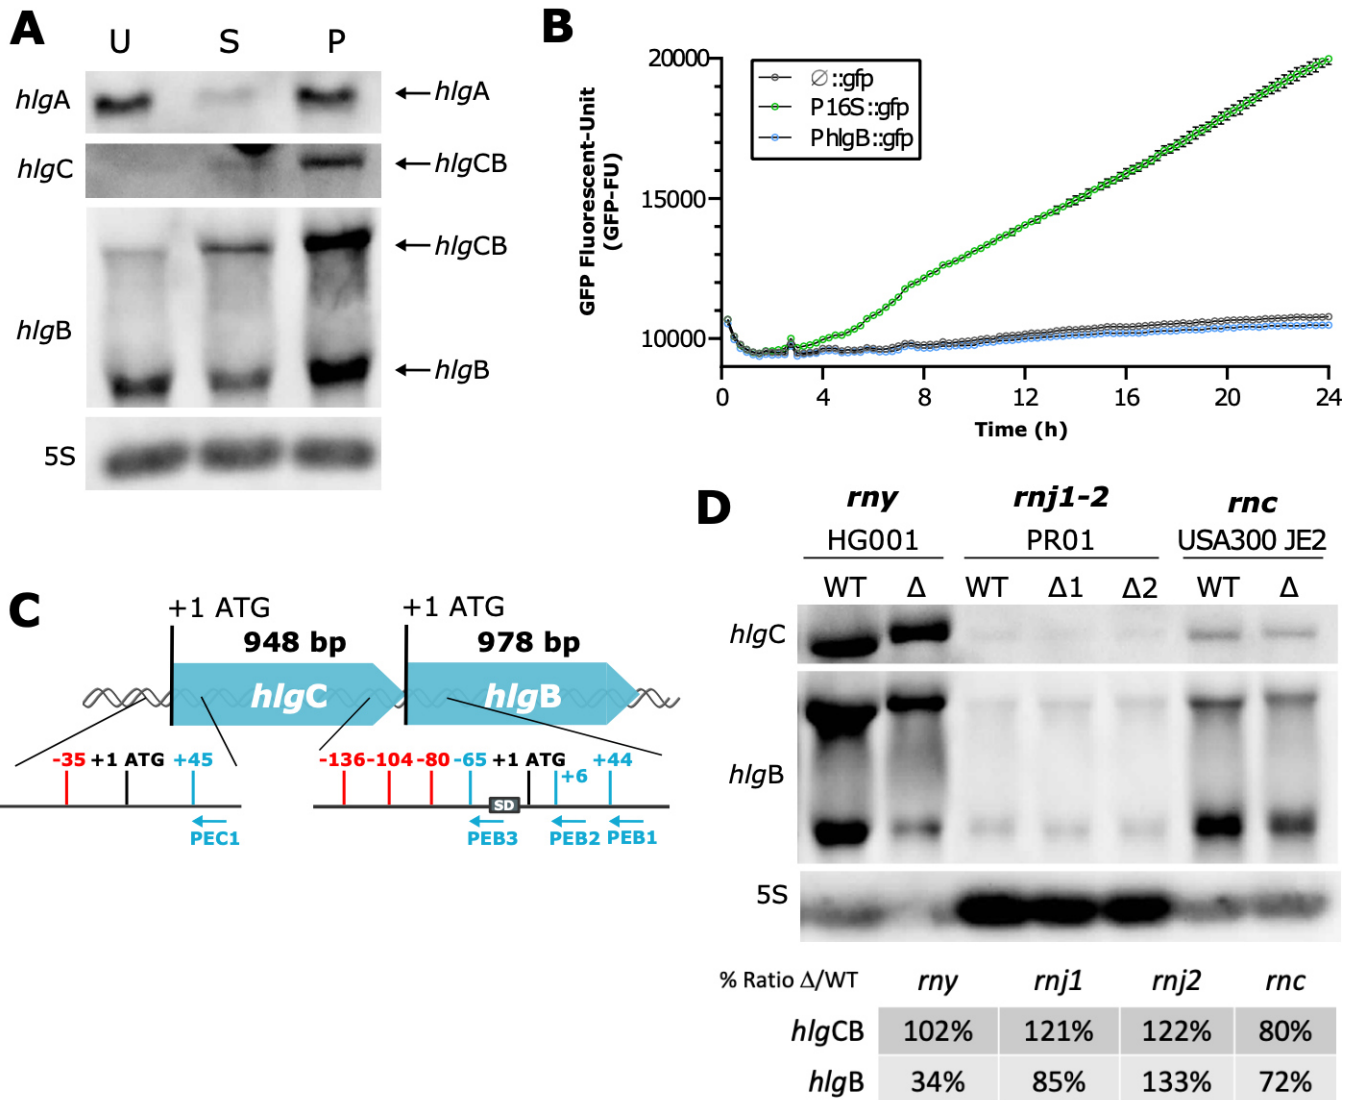 A
U S P
hlgA
←hlgA
hlgC
←hlgCB
←hlgCB
hlgB
←hlgB
5S
B
GFP Fluorescent-Unit
(GFP-FU)
20000
15000
10000
∅::gfp
P16S::gfp
PhlgB::gfp
0 4 8 12 16 20 24
Time (h)
C
+1 ATG +1 ATG
948 bp 978 bp
hlgC hlgB
-35 +1 ATG +45
PEC1
-136 -104 -80 -65 +1 ATG +44
+6
SD
PEB3 PEB2 PEB1
D
rny rnj1-2 rnc
HG001 PR01 USA300 JE2
WT Δ WT Δ1 Δ2 WT Δ
hlgC
hlgB
5S
% Ratio Δ/WT rny rnj1 rnj2 rnc
hlgCB 102% 121% 122% 80%
hlgB 34% 85% 133% 72%